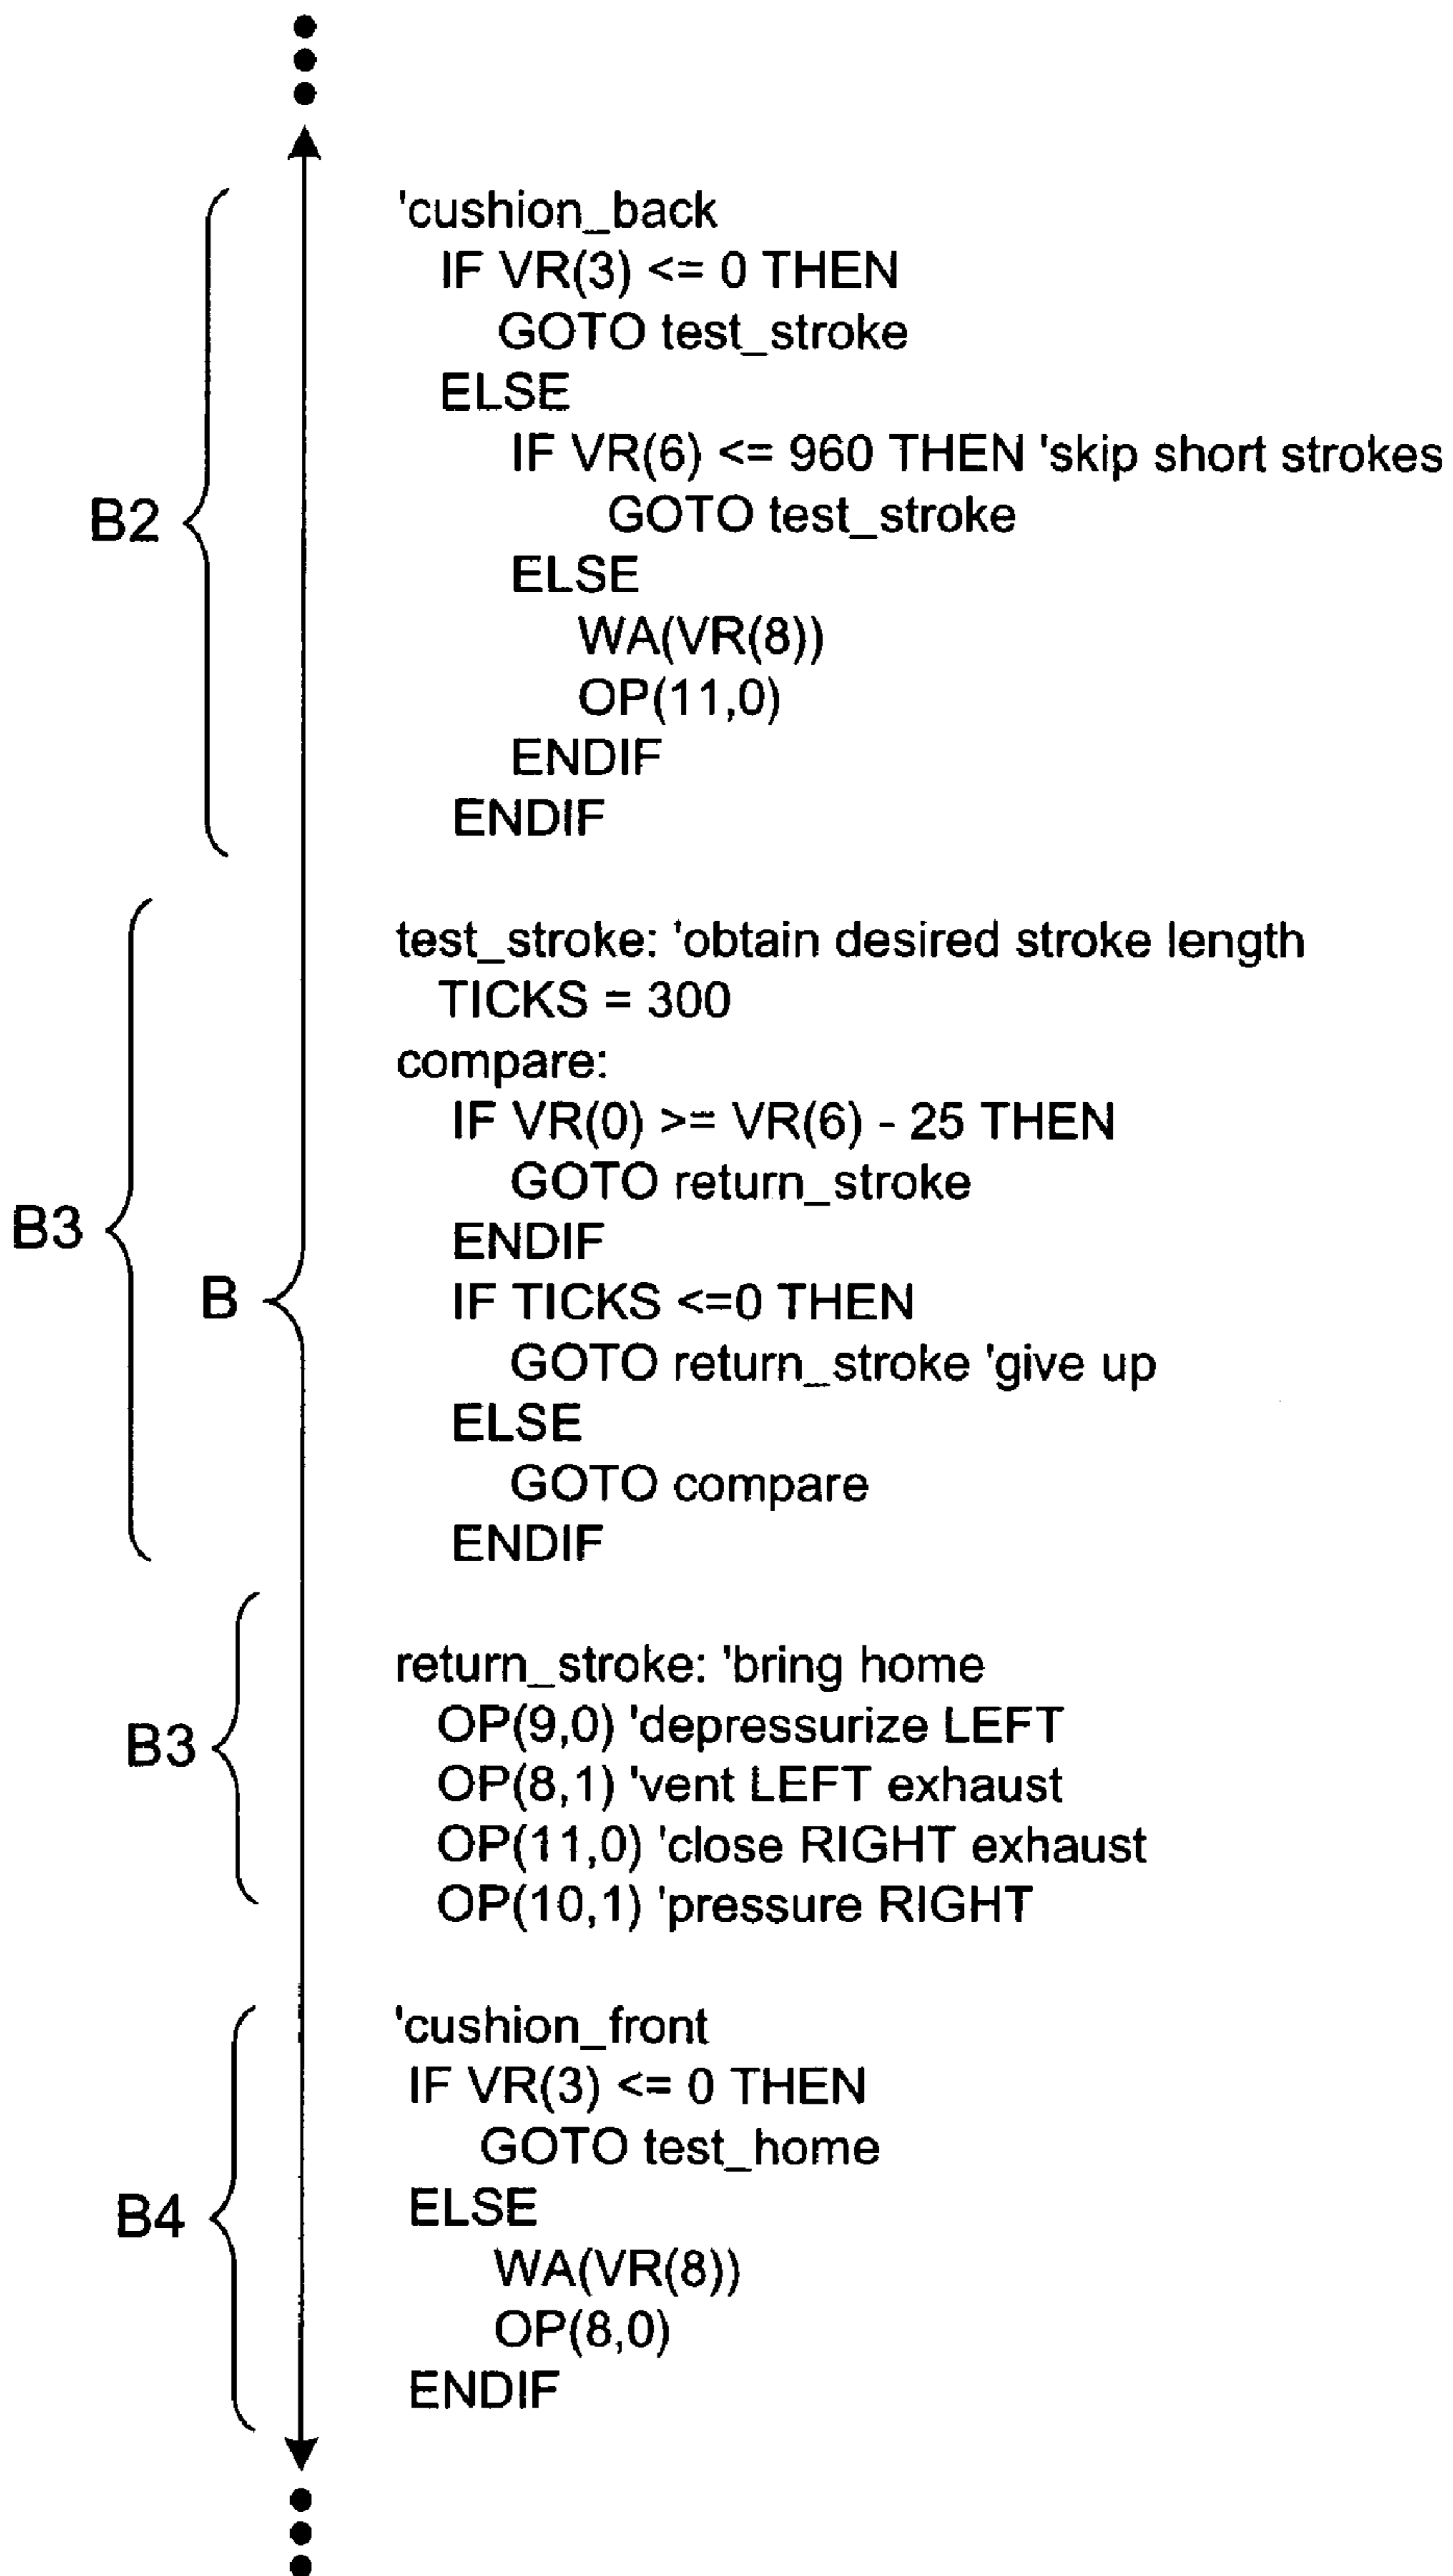 'cushion_back
IF VR(3) <= 0 THEN
GOTO test_stroke
ELSE
IF VR(6) <= 960 THEN 'skip short strokes
GOTO test_stroke
B2
ELSE
WA(VR(8))
OP(11,0)
ENDIF
ENDIF
test_stroke: 'obtain desired stroke length
TICKS = 300
compare:
IF VR(0) >= VR(6) - 25 THEN
GOTO return_stroke
B3
ENDIF
B
IF TICKS <=0 THEN
GOTO return_stroke 'give up
ELSE
GOTO compare
ENDIF
return_stroke: 'bring home
OP(9,0) 'depressurize LEFT
B3
OP(8,1) 'vent LEFT exhaust
OP(11,0) 'close RIGHT exhaust
OP(10,1) 'pressure RIGHT
'cushion_front
IF VR(3) <= 0 THEN
GOTO test_home
ELSE
B4
WA(VR(8))
OP(8,0)
ENDIF